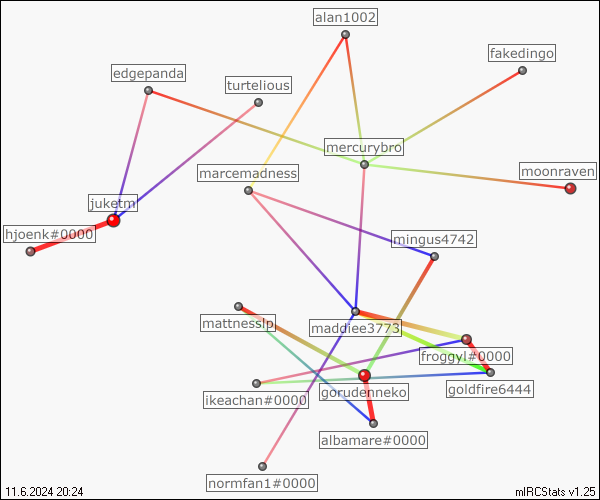 alan1002
fakedingo
edgepanda
turtelious
mercurybro
marcemadness
moonraven
juketm
hjoenk#0000
mingus4742
mattnesslp
maddiee3773
froggyl#0000
goldfire6444
ikeachan#0000
gorudenneko
albamare#0000
normfan1#0000
11.6.2024 20:24
mIRCStats v1.25